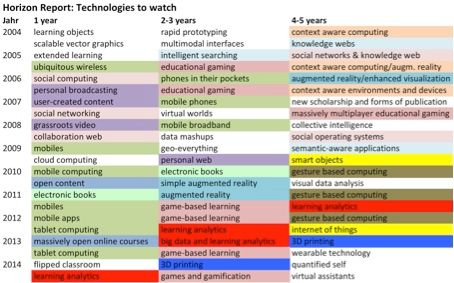 Horizon Report: Technologies to watch
Jahr 1 year 2-3 years 4-5 years
2004 learning objects rapid prototyping context aware computing
scalable vector graphics multimodal interfaces knowledge webs
2005 extended learning intelligent searching social networks & knowledge web
ubiquitous wireless educational gaming context aware computing/augm. reality
2006 social computing phones in their pockets augmented reality/enhanced visualization
personal broadcasting educational gaming context aware environments and devices
2007 user-created content mobile phones new scholarship and forms of publication
social networking virtual worlds massively multiplayer educational gaming
2008 grassroots video mobile broadband collective intelligence
collaboration web data mashups social operating systems
2009 mobiles geo-everything semantic-aware applications
cloud computing personal web smart objects
2010 mobile computing electronic books gesture based computing
open content simple augmented reality visual data analysis
2011 electronic books augmented reality gesture based computing
mobiles game-based learning learning analytics
2012 mobile apps game-based learning gesture based computing
tablet computing learning analytics internet of things
2013 massively open online courses big data and learning analytics 3D printing
tablet computing game-based learning wearable technology
2014 flipped classroom 3D printing quantified self
learning analytics games and gamification virtual assistants